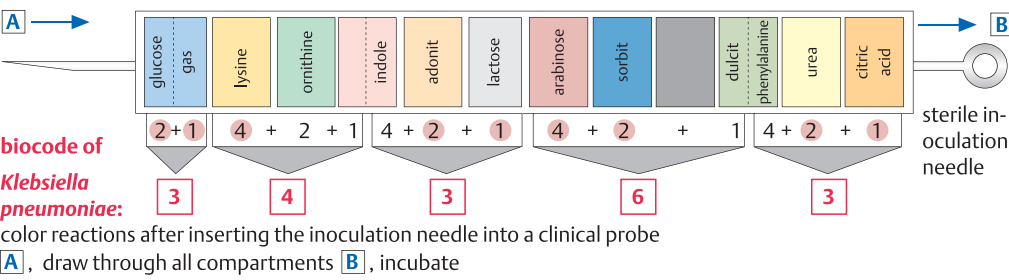 A
B
glucose
gas
lysine
ornithine
indole
adonit
lactose
arabinose
sorbit
dulcit
phenylalanine
urea
citric
acid
2 + 1 4 + 2 + 1 4 + 2 + 1 4 + 2 + 1 4 + 2 + 1
sterile in-
oculation
needle
biocode of
Klebsiella
pneumoniae:
3 4 3 6 3
color reactions after inserting the inoculation needle into a clinical probe
A , draw through all compartments B , incubate